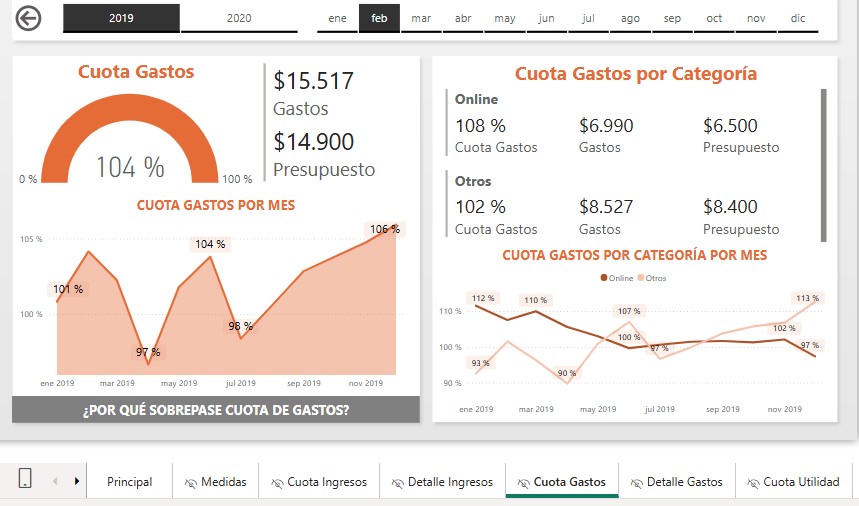 2019 2020 ene feb mar abr may jun jul ago sep oct nov dic
Cuota Gastos
104 %
0 % 100 %
$15.517
Gastos
$14.900
Presupuesto
CUOTA GASTOS POR MES
105 %
100 %
101 %
97 %
104 %
98 %
106 %
ene 2019 mar 2019 may 2019 jul 2019 sep 2019 nov 2019
¿POR QUÉ SOBREPASE CUOTA DE GASTOS?
Cuota Gastos por Categoría
Online
108 % $6.990 $6.500
Cuota Gastos Gastos Presupuesto
Otros
102 % $8.527 $8.400
Cuota Gastos Gastos Presupuesto
CUOTA GASTOS POR CATEGORÍA POR MES
Online Otros
110 %
100 %
90 %
112 %
110 %
107 %
113 %
100 %
102 %
97 %
97 %
93 %
90 %
ene 2019 mar 2019 may 2019 jul 2019 sep 2019 nov 2019
Principal Medidas Cuota Ingresos Detalle Ingresos Cuota Gastos Detalle Gastos Cuota Utilidad